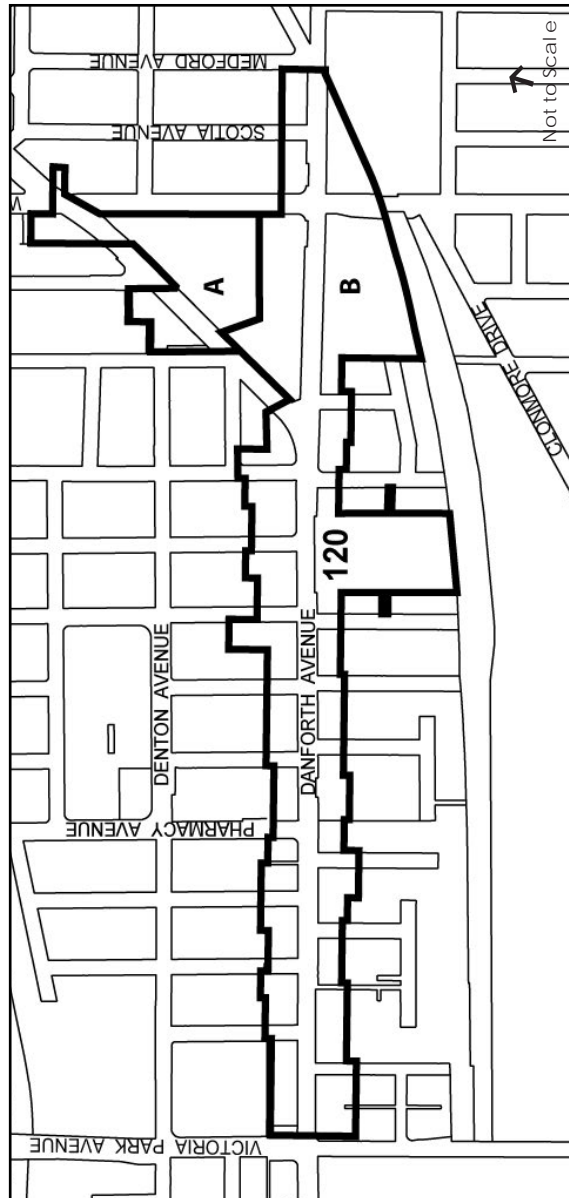 VICTORIA PARK AVENUE
PHARMACY AVENUE
DENTON AVENUE
DANFORTH AVENUE
120
A
B
W
SCOTIA AVENUE
MEDFORD AVENUE
CLONMORE DRIVE
Not to Scale